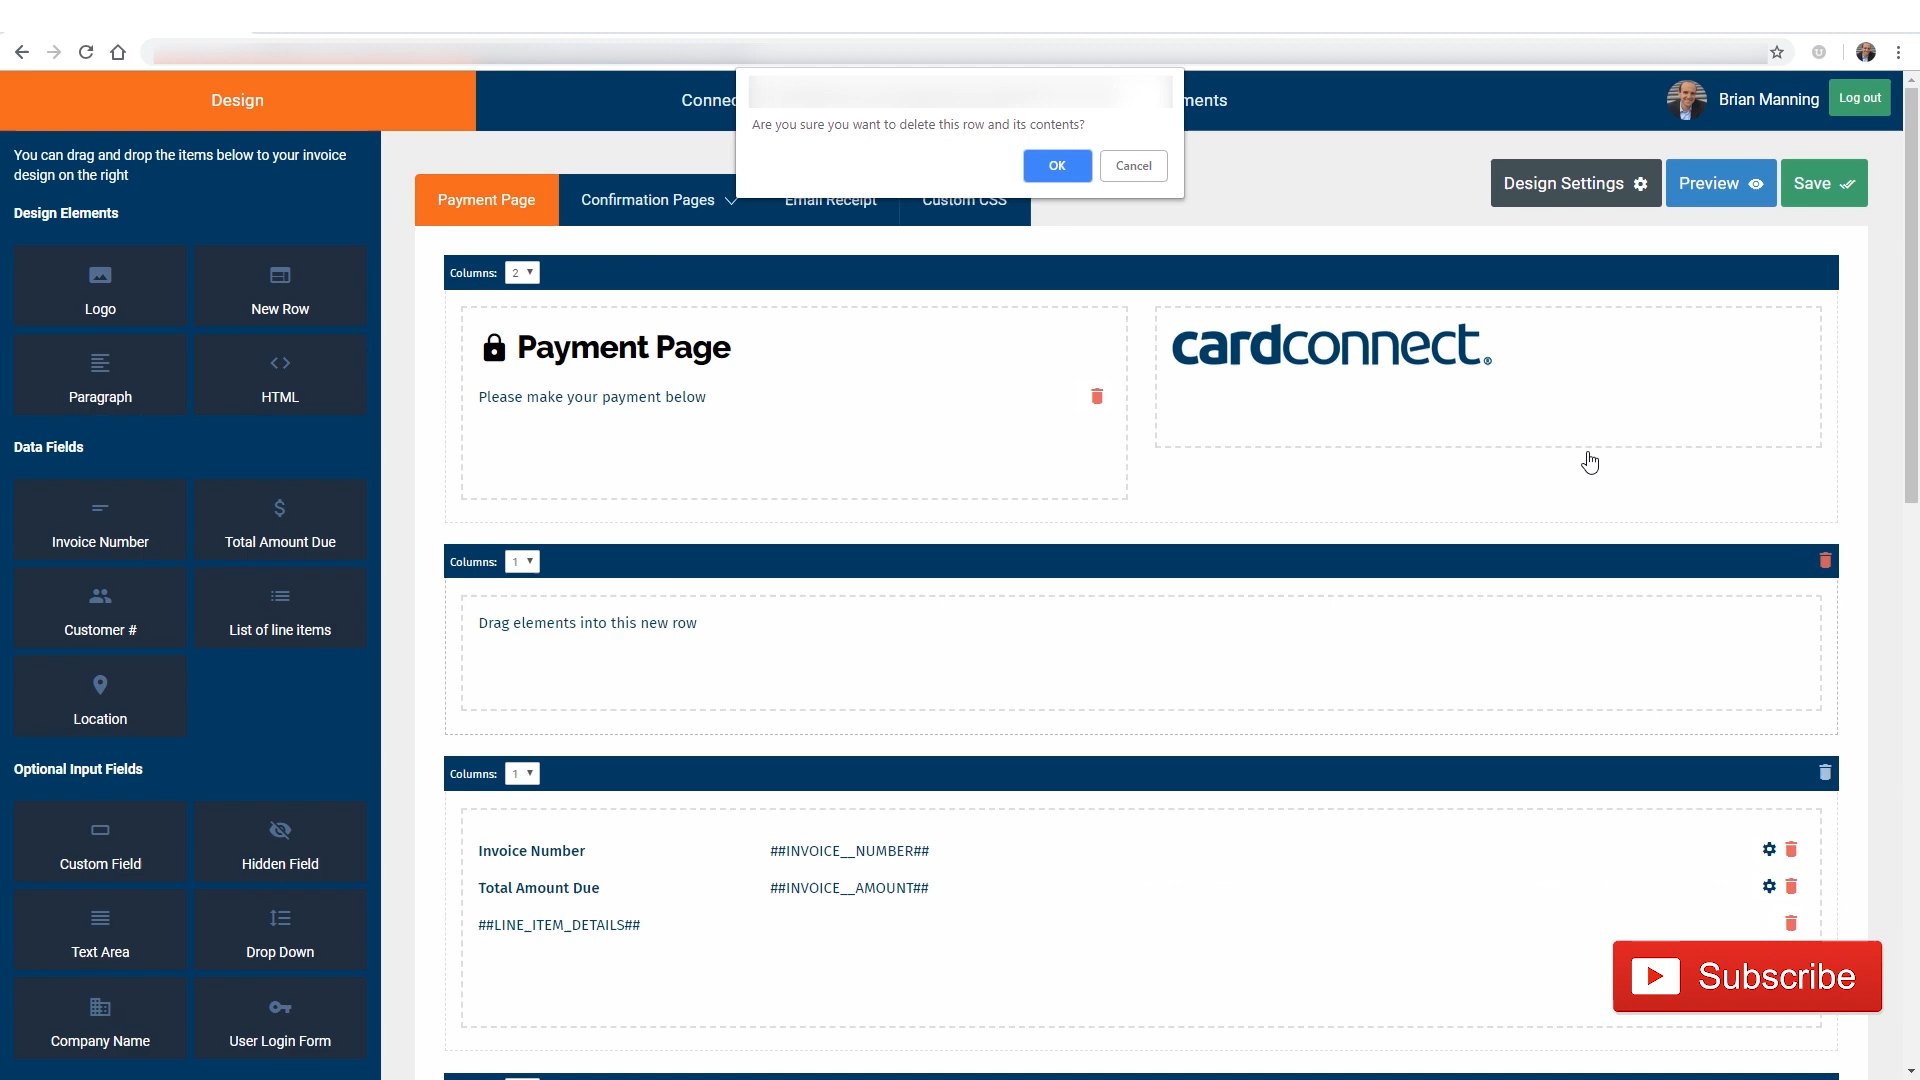 Design
Connec
ments
Brian Manning
Log out
Are you sure you want to delete this row and its contents?
OK
Cancel
You can drag and drop the items below to your invoice
design on the right
Design Elements
Logo
New Row
Paragraph
HTML
Data Fields
Invoice Number
Total Amount Due
Customer #
List of line items
Location
Optional Input Fields
Custom Field
Hidden Field
Text Area
Drop Down
Company Name
User Login Form
Payment Page
Confirmation Pages
Email Receipt
Custom CSS
Design Settings
Preview
Save
Columns: 2
Payment Page
Please make your payment below
cardconnect.®
Columns: 1
Drag elements into this new row
Columns: 1
Invoice Number ##INVOICE__NUMBER##
Total Amount Due ##INVOICE__AMOUNT##
##LINE_ITEM_DETAILS##
Subscribe